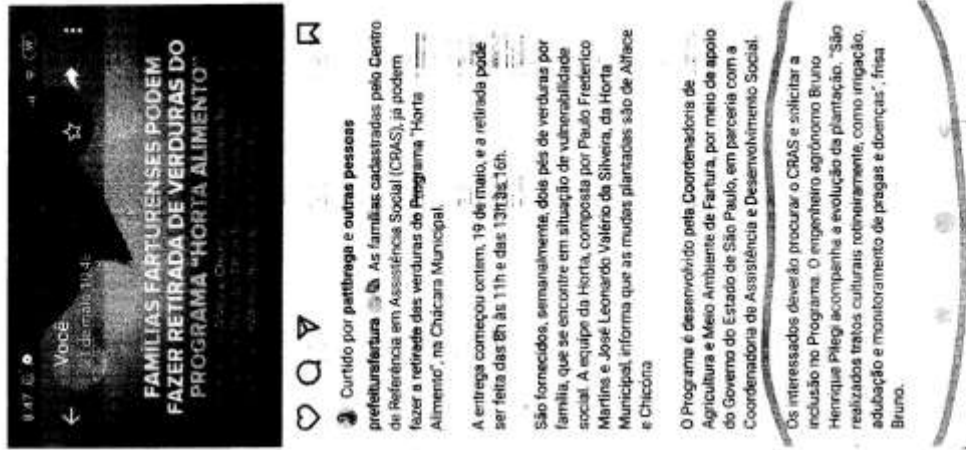 8:47
Você
FAMÍLIAS FARTURENSES PODEM
FAZER RETIRADA DE VERDURAS DO
PROGRAMA "HORTA ALIMENTO"
Curtido por pattbraga e outras pessoas
prefeiturafartura As famílias cadastradas pelo Centro
de Referência em Assistência Social (CRAS), já podem
fazer a retirada das verduras do Programa "Horta
Alimento", na Chácara Municipal.
A entrega começou ontem, 19 de maio, e a retirada pode
ser feita das 8h às 11h e das 13h às 16h.
São fornecidos, semanalmente, dois pés de verduras por
família, que se encontre em situação de vulnerabilidade
social. A equipe da Horta, composta por Paulo Frederico
Martins e José Leonardo Valério da Silveira, da Horta
Municipal, informa que as mudas plantadas são de Alface
e Chicória
O Programa é desenvolvido pela Coordenadoria de
Agricultura e Meio Ambiente de Fartura, por meio de apoio
do Governo do Estado de São Paulo, em parceria com a
Coordenadoria de Assistência e Desenvolvimento Social.
Os interessados deverão procurar o CRAS e solicitar a
inclusão no Programa. O engenheiro agrônomo Bruno
Henrique Pilegi acompanha a evolução da plantação. "São
realizados tratos culturais rotineiramente, como irrigação,
adubação e monitoramento de pragas e doenças", frisa
Bruno.